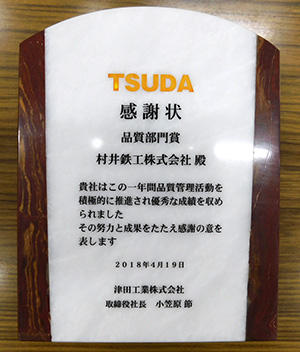 TSUDA
感謝状
品質部門賞
村井鉄工株式会社 殿
貴社はこの一年間品質管理活動を
積極的に推進され優秀な成績を収め
られました
その努力と成果をたたえ感謝の意を
表します
2018年4月19日
津田工業株式会社
取締役社長 小笠原 節